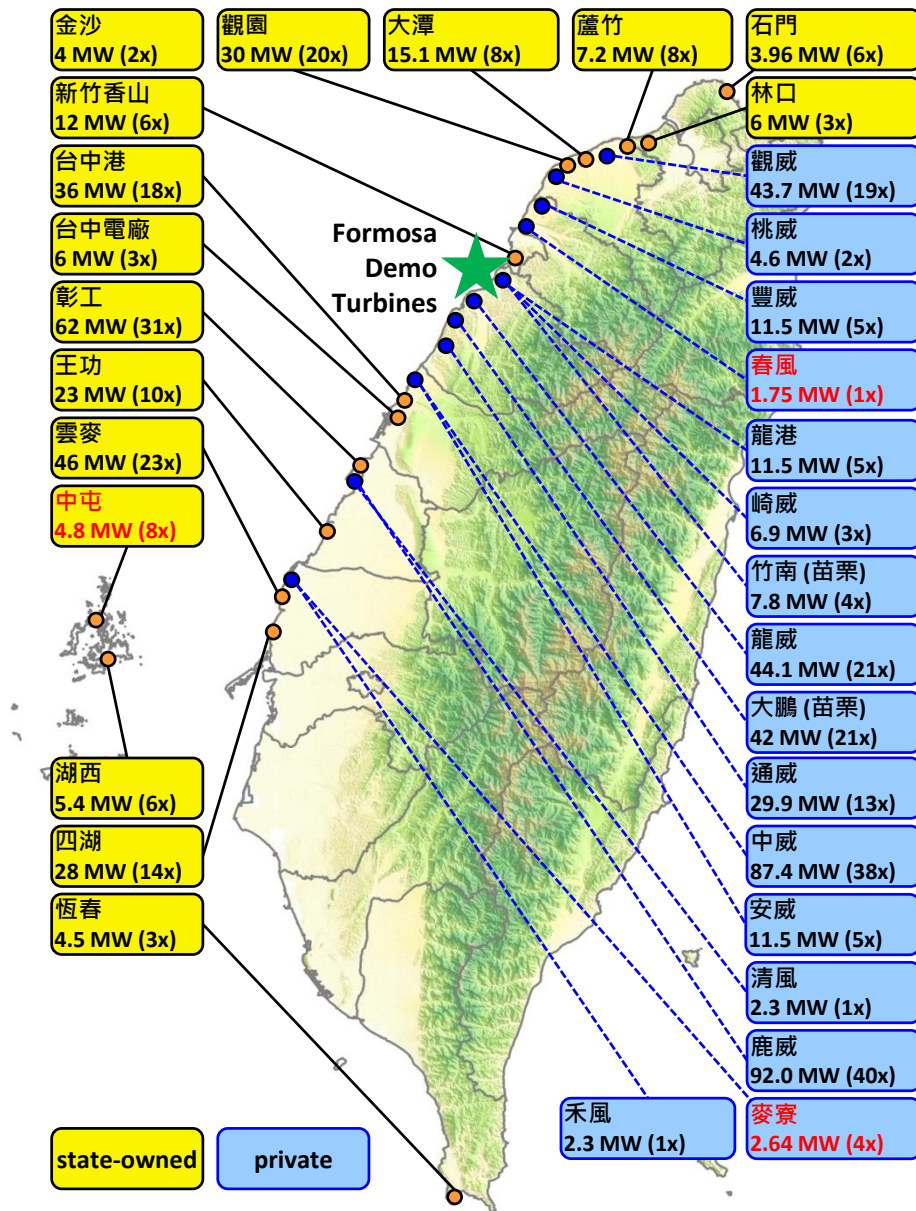 金沙
4 MW (2x)
觀園
30 MW (20x)
大潭
15.1 MW (8x)
蘆竹
7.2 MW (8x)
石門
3.96 MW (6x)
新竹香山
12 MW (6x)
林口
6 MW (3x)
台中港
36 MW (18x)
台中電廠
6 MW (3x)
彰工
62 MW (31x)
王功
23 MW (10x)
雲麥
46 MW (23x)
中屯
4.8 MW (8x)
湖西
5.4 MW (6x)
四湖
28 MW (14x)
恆春
4.5 MW (3x)
Formosa
Demo
Turbines
觀威
43.7 MW (19x)
桃威
4.6 MW (2x)
豐威
11.5 MW (5x)
春風
1.75 MW (1x)
龍港
11.5 MW (5x)
崎威
6.9 MW (3x)
竹南 (苗栗)
7.8 MW (4x)
龍威
44.1 MW (21x)
大鵬 (苗栗)
42 MW (21x)
通威
29.9 MW (13x)
中威
87.4 MW (38x)
安威
11.5 MW (5x)
清風
2.3 MW (1x)
鹿威
92.0 MW (40x)
禾風
2.3 MW (1x)
麥寮
2.64 MW (4x)
state-owned
private